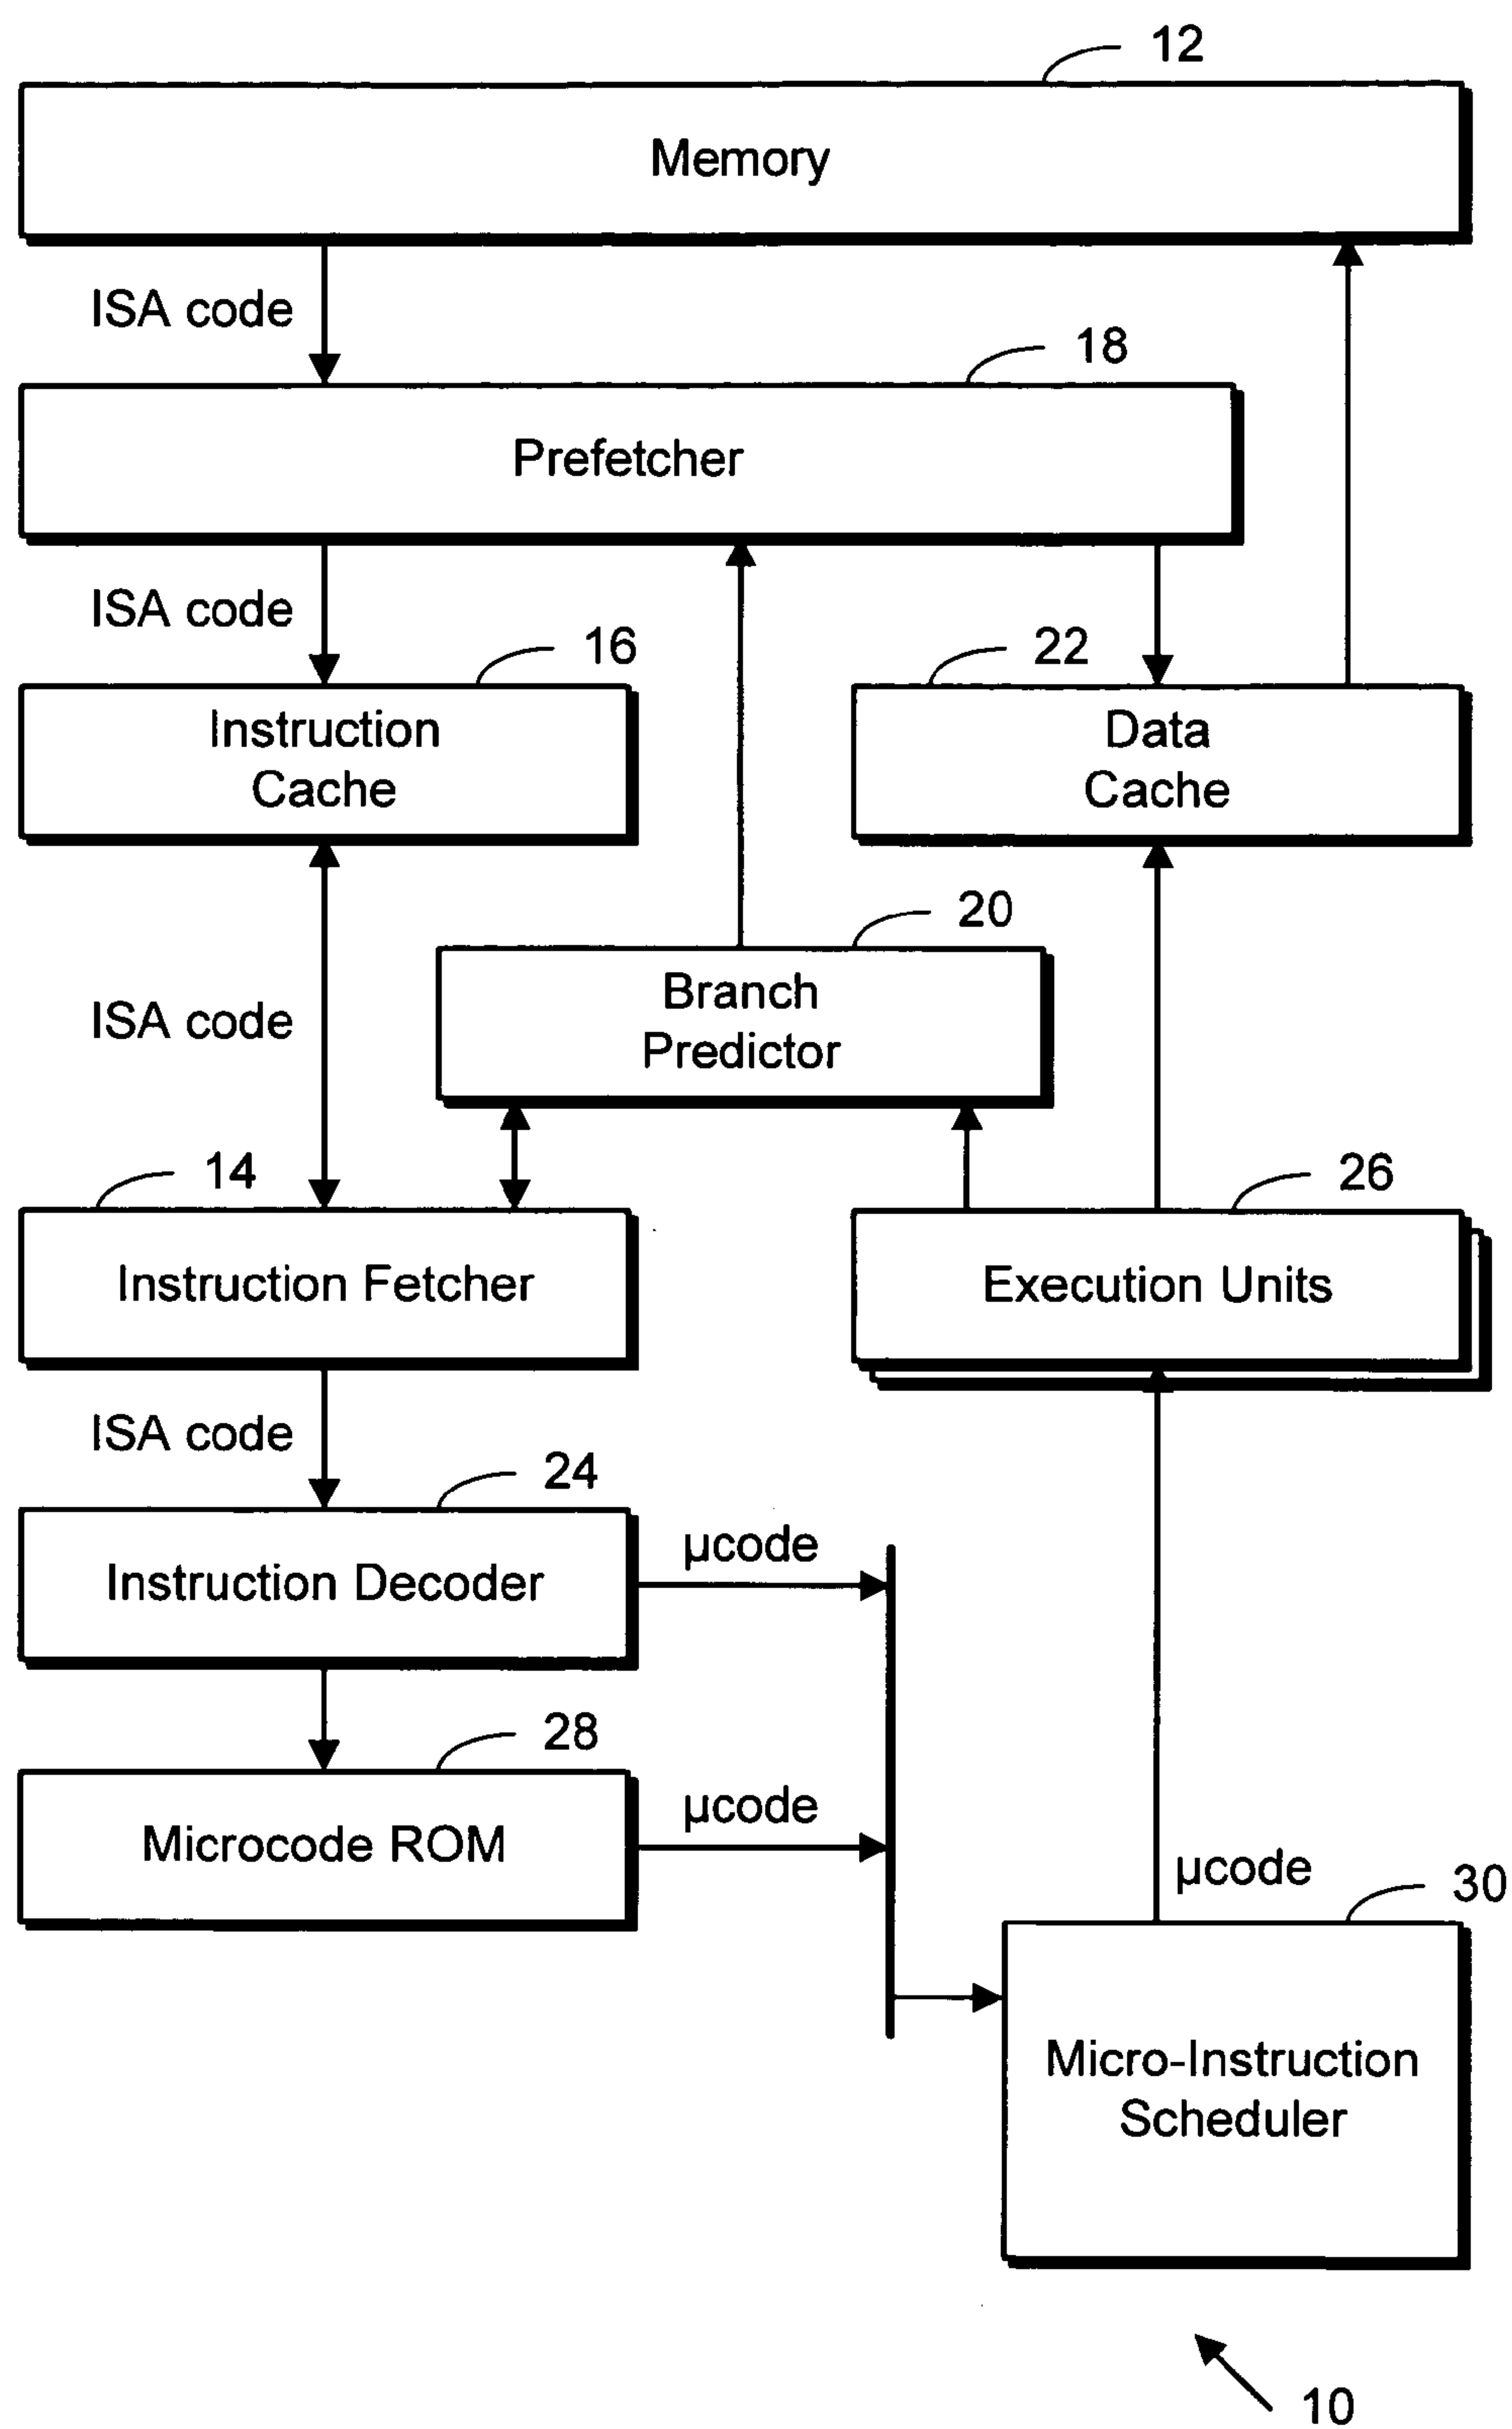 12
Memory
ISA code
18
Prefetcher
ISA code
16
22
Instruction
Cache
Data
Cache
20
ISA code
Branch
Predictor
14
26
Instruction Fetcher
Execution Units
ISA code
24
µcode
Instruction Decoder
28
µcode
Microcode ROM
µcode
30
Micro-Instruction
Scheduler
10